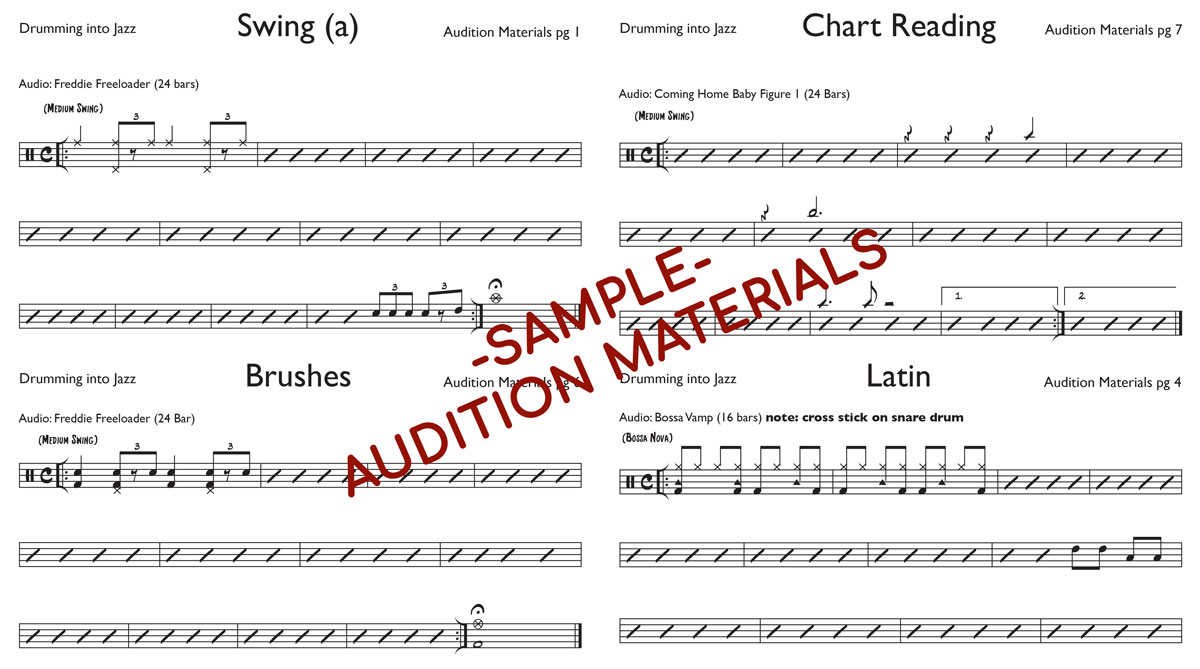 Drumming into Jazz
Swing (a)
Audition Materials pg 1
Audio: Freddie Freeloader (24 bars)
(Medium Swing)
3
3
3
3
Drumming into Jazz
Chart Reading
Audition Materials pg 7
Audio: Coming Home Baby Figure 1 (24 Bars)
(Medium Swing)
1.
2.
-SAMPLE-
AUDITION MATERIALS
Drumming into Jazz
Brushes
Audition Materials pg
Audio: Freddie Freeloader (24 Bar)
(Medium Swing)
3
3
Drumming into Jazz
Latin
Audition Materials pg 4
Audio: Bossa Vamp (16 bars) note: cross stick on snare drum
(Bossa Nova)